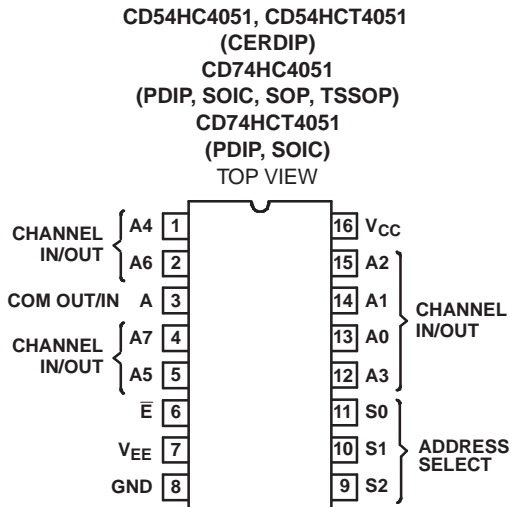 CD54HC4051, CD54HCT4051
(CERDIP)
CD74HC4051
(PDIP, SOIC, SOP, TSSOP)
CD74HCT4051
(PDIP, SOIC)
TOP VIEW
CHANNEL IN/OUT
A4 1
A6 2
COM OUT/IN A 3
CHANNEL IN/OUT
A7 4
A5 5
E̅ 6
VEE 7
GND 8
16 VCC
15 A2
14 A1
13 A0
12 A3
CHANNEL IN/OUT
11 S0
10 S1
9 S2
ADDRESS SELECT